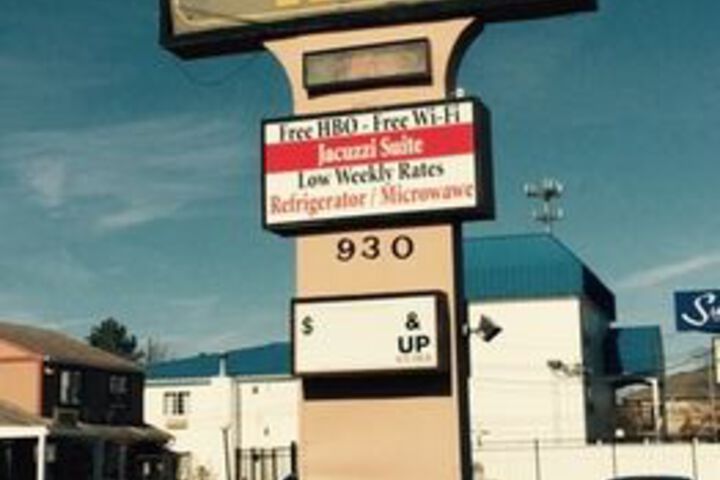 Free HBO - Free Wi-Fi
Jacuzzi Suite
Low Weekly Rates
Refrigerator / Microwawe
930
$ &
UP